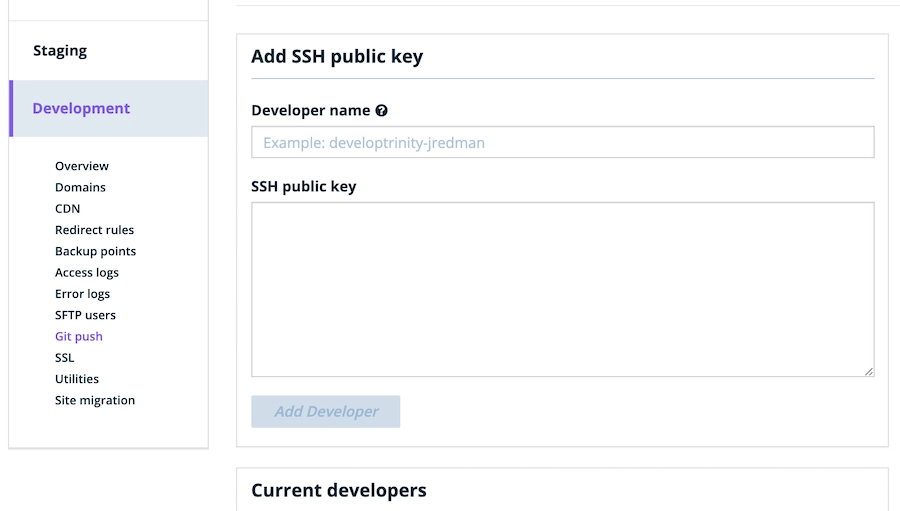 Staging
Development
Overview
Domains
CDN
Redirect rules
Backup points
Access logs
Error logs
SFTP users
Git push
SSL
Utilities
Site migration
Add SSH public key
Developer name ?
Example: developtrinity-jredman
SSH public key
Add Developer
Current developers